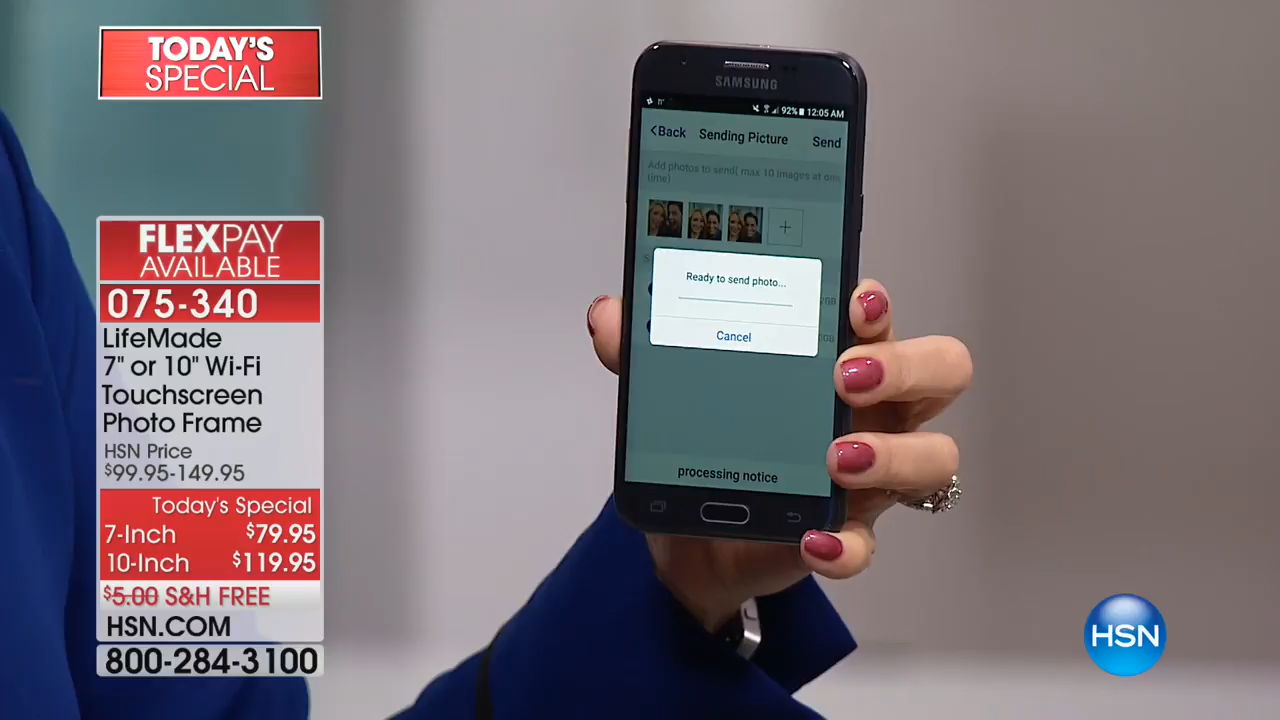 TODAY'S
SPECIAL
FLEXPAY
AVAILABLE
075-340
LifeMade
7" or 10" Wi-Fi
Touchscreen
Photo Frame
HSN Price
$99.95-149.95
Today's Special
7-Inch $79.95
10-Inch $119.95
$5.00 S&H FREE
HSN.COM
800-284-3100
SAMSUNG
92% 12:05 AM
<Back Sending Picture Send
Add photos to send( max 10 images at one
time)
+
Ready to send photo...
Cancel
processing notice
HSN